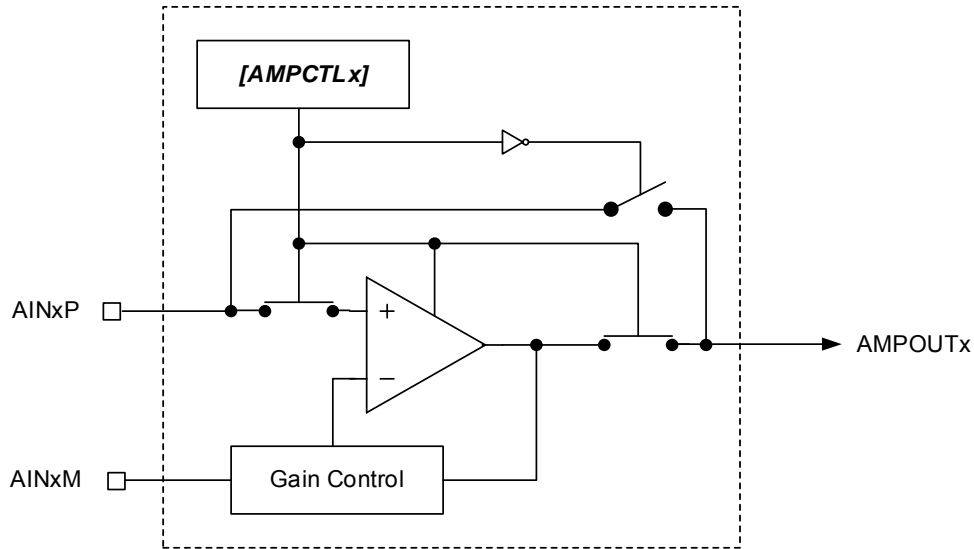 [AMPCTLx]
AINxP
+
AMPOUTx
−
AINxM
Gain Control